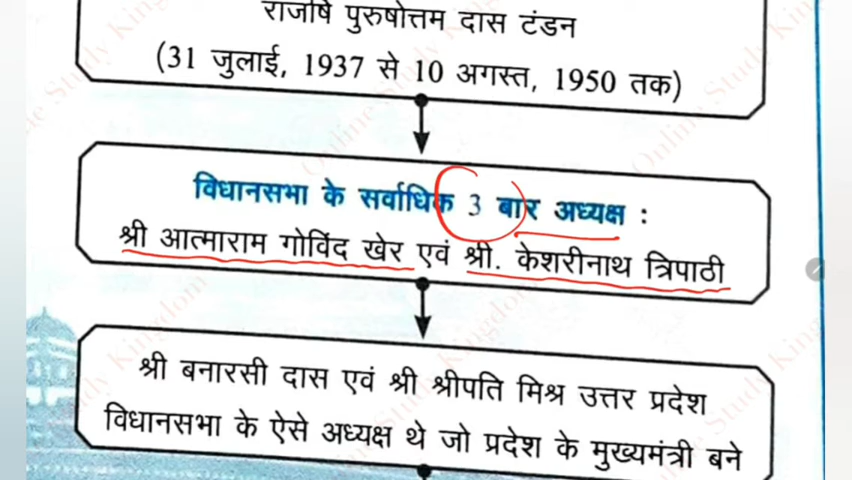 राजर्षि पुरुषोत्तम दास टंडन
(31 जुलाई, 1937 से 10 अगस्त, 1950 तक)
विधानसभा के सर्वाधिक 3 बार अध्यक्ष :
श्री आत्माराम गोविंद खेर एवं श्री. केशरीनाथ त्रिपाठी
श्री बनारसी दास एवं श्री श्रीपति मिश्र उत्तर प्रदेश
विधानसभा के ऐसे अध्यक्ष थे जो प्रदेश के मुख्यमंत्री बने